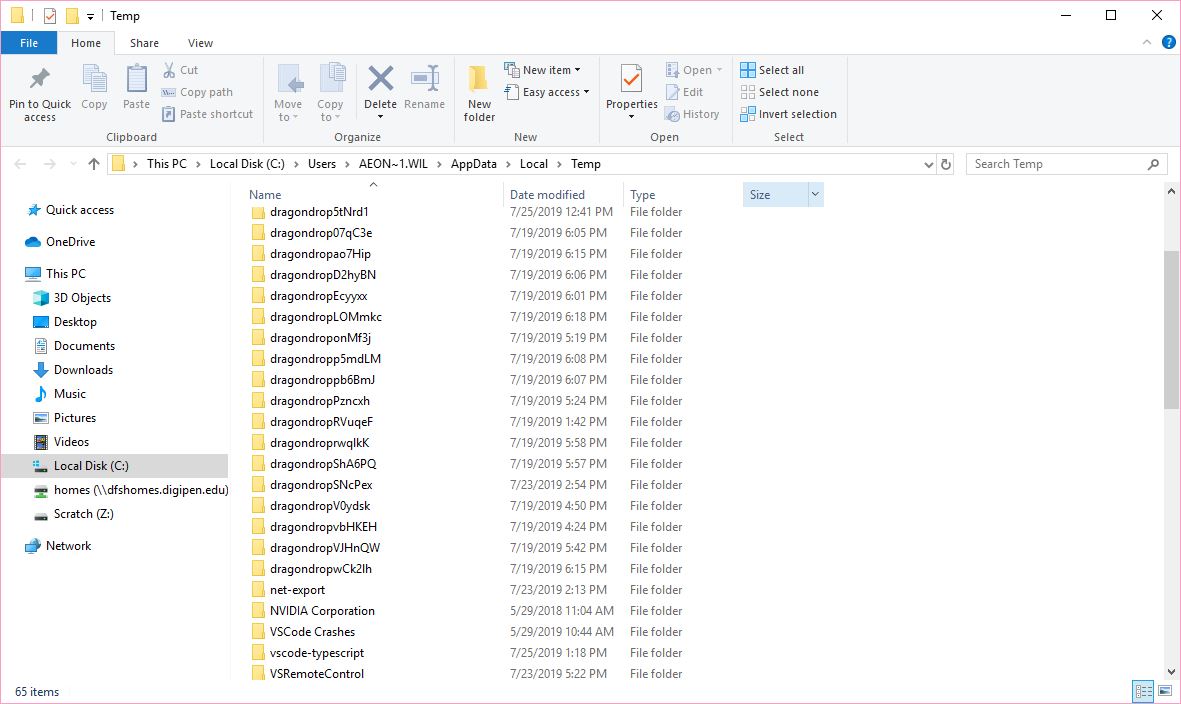 Temp
File Home Share View
Pin to Quick access
Copy
Paste
Cut
Copy path
Paste shortcut
Clipboard
Move to
Copy to
Delete
Rename
Organize
New folder
New item
Easy access
New
Properties
Open
Edit
History
Open
Select all
Select none
Invert selection
Select
This PC > Local Disk (C:) > Users > AEON~1.WIL > AppData > Local > Temp
Search Temp
Quick access
OneDrive
This PC
3D Objects
Desktop
Documents
Downloads
Music
Pictures
Videos
Local Disk (C:)
homes (\\dfshomes.digipen.edu)
Scratch (Z:)
Network
Name Date modified Type Size
dragondrop5tNrd1 7/25/2019 12:41 PM File folder
dragondrop07qC3e 7/19/2019 6:05 PM File folder
dragondropao7Hip 7/19/2019 6:15 PM File folder
dragondropD2hyBN 7/19/2019 6:06 PM File folder
dragondropEcyyxx 7/19/2019 6:01 PM File folder
dragondropLOMmkc 7/19/2019 6:18 PM File folder
dragondroponMf3j 7/19/2019 5:19 PM File folder
dragondropp5mdLM 7/19/2019 6:08 PM File folder
dragondroppb6BmJ 7/19/2019 6:07 PM File folder
dragondropPzncxh 7/19/2019 5:24 PM File folder
dragondropRVuqeF 7/19/2019 1:42 PM File folder
dragondroprwqIkK 7/19/2019 5:58 PM File folder
dragondropShA6PQ 7/19/2019 5:57 PM File folder
dragondropSNcPex 7/23/2019 2:54 PM File folder
dragondropV0ydsk 7/19/2019 4:50 PM File folder
dragondropvbHKEH 7/19/2019 4:24 PM File folder
dragondropVJHnQW 7/19/2019 5:42 PM File folder
dragondropwCk2Ih 7/19/2019 6:15 PM File folder
net-export 7/23/2019 2:13 PM File folder
NVIDIA Corporation 5/29/2018 11:04 AM File folder
VSCode Crashes 5/29/2019 10:44 AM File folder
vscode-typescript 7/25/2019 1:18 PM File folder
VSRemoteControl 7/23/2019 5:22 PM File folder
65 items